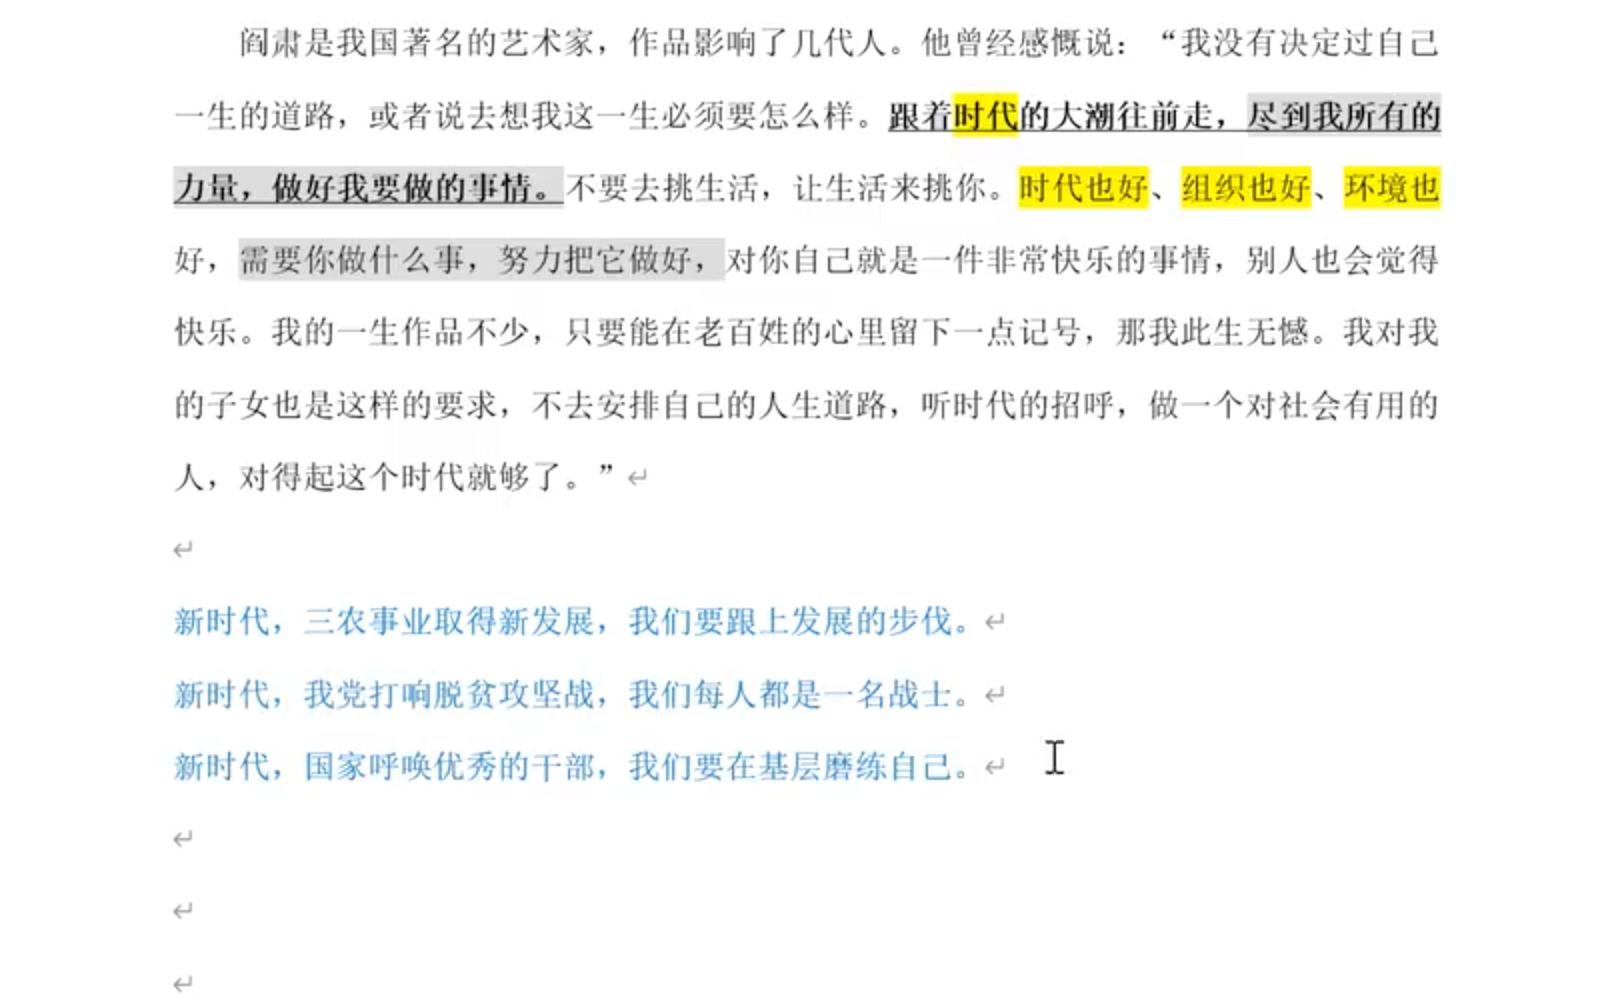 阎肃是我国著名的艺术家，作品影响了几代人。他曾经感慨说：“我没有决定过自己
一生的道路，或者说去想我这一生必须要怎么样。跟着时代的大潮往前走，尽到我所有的
力量，做好我要做的事情。不要去挑生活，让生活来挑你。时代也好、组织也好、环境也
好，需要你做什么事，努力把它做好，对你自己就是一件非常快乐的事情，别人也会觉得
快乐。我的一生作品不少，只要能在老百姓的心里留下一点记号，那我此生无憾。我对我
的子女也是这样的要求，不去安排自己的人生道路，听时代的招呼，做一个对社会有用的
人，对得起这个时代就够了。”
新时代，三农事业取得新发展，我们要跟上发展的步伐。
新时代，我党打响脱贫攻坚战，我们每人都是一名战士。
新时代，国家呼唤优秀的干部，我们要在基层磨练自己。